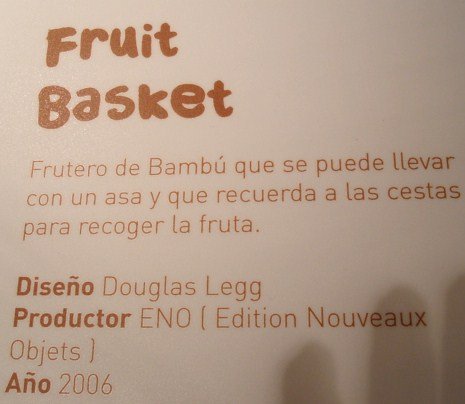 Fruit
Basket
Frutero de Bambú que se puede llevar
con un asa y que recuerda a las cestas
para recoger la fruta.
Diseño Douglas Legg
Productor ENO ( Edition Nouveaux
Objets )
Año 2006